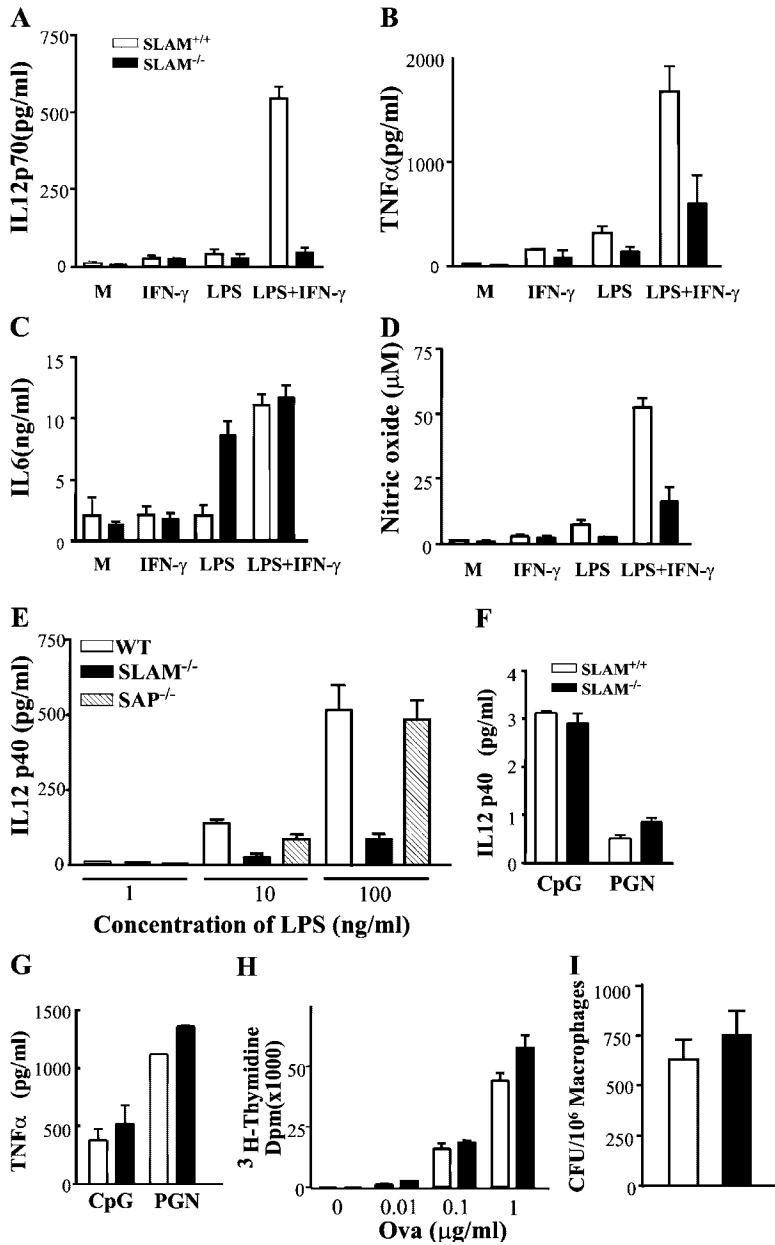 A
IL12p70(pg/ml)
750
500
250
0
SLAM+/+
SLAM-/-
M IFN-γ LPS LPS+IFN-γ
B
TNFα(pg/ml)
2000
1000
0
M IFN-γ LPS LPS+IFN-γ
C
IL6(ng/ml)
15
10
5
0
M IFN-γ LPS LPS+IFN-γ
D
Nitric oxide (μM)
75
50
25
0
M IFN-γ LPS LPS+IFN-γ
E
IL12 p40 (pg/ml)
750
500
250
0
WT
SLAM-/-
SAP-/-
1 10 100
Concentration of LPS (ng/ml)
F
IL12 p40 (pg/ml)
4
3
2
1
0
SLAM+/+
SLAM-/-
CpG PGN
G
TNFα (pg/ml)
1500
1000
500
0
CpG PGN
H
3 H-Thymidine
Dpm(x1000)
50
25
0
0 0.01 0.1 1
Ova (μg/ml)
I
CFU/10⁶ Macrophages
1000
750
500
250
0